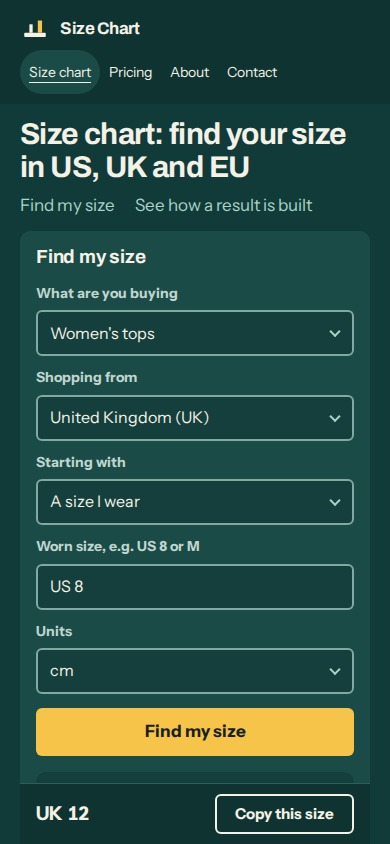 Size Chart
Size chart
Pricing
About
Contact
Size chart: find your size
in US, UK and EU
Find my size
See how a result is built
Find my size
What are you buying
Women's tops
Shopping from
United Kingdom (UK)
Starting with
A size I wear
Worn size, e.g. US 8 or M
US 8
Units
cm
Find my size
UK 12
Copy this size